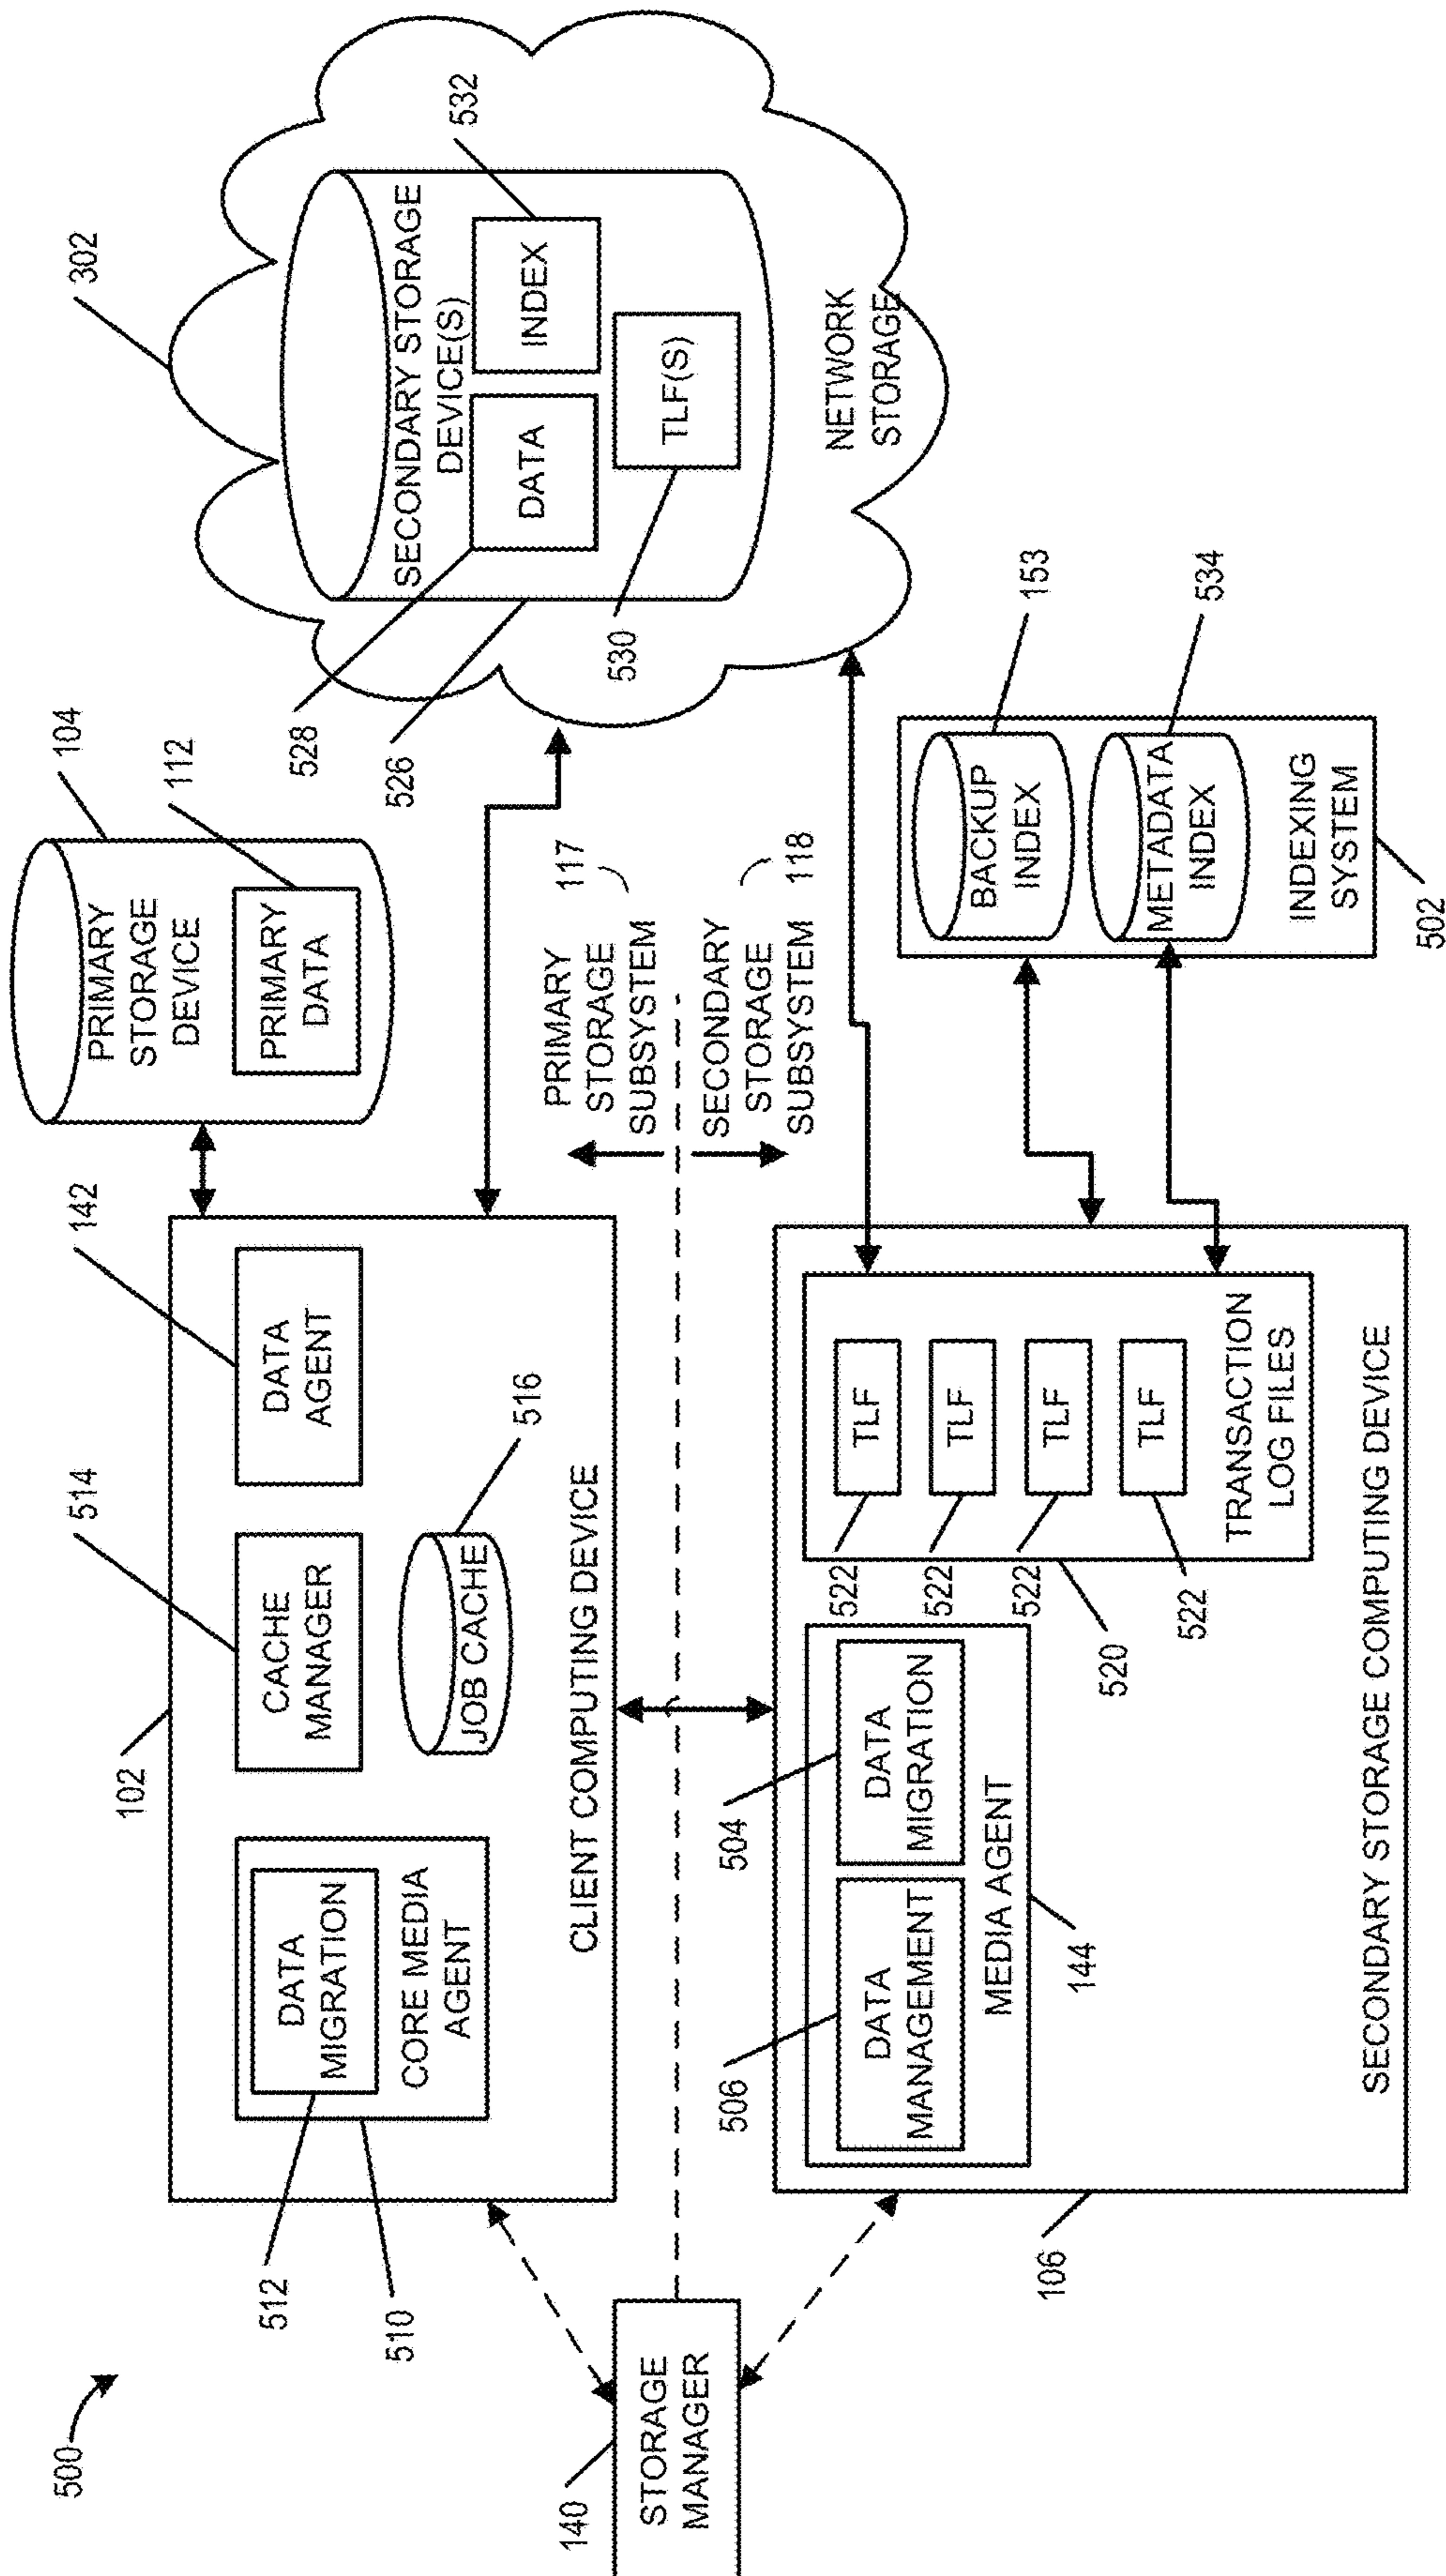 500
140
STORAGE
MANAGER
102
512
510
DATA
MIGRATION
CORE MEDIA
AGENT
514
CACHE
MANAGER
516
JOB CACHE
142
DATA
AGENT
CLIENT COMPUTING DEVICE
104
PRIMARY
STORAGE
DEVICE
112
PRIMARY
DATA
302
SECONDARY STORAGE
DEVICE(S)
528
DATA
532
INDEX
526
530
TLF(S)
NETWORK
STORAGE
PRIMARY
STORAGE
SUBSYSTEM
117
SECONDARY
STORAGE
SUBSYSTEM
118
106
506
DATA
MANAGEMENT
504
DATA
MIGRATION
MEDIA AGENT
144
522
TLF
522
TLF
522
TLF
522
TLF
520
TRANSACTION
LOG FILES
SECONDARY STORAGE COMPUTING DEVICE
BACKUP
INDEX
153
METADATA
INDEX
534
INDEXING
SYSTEM
502